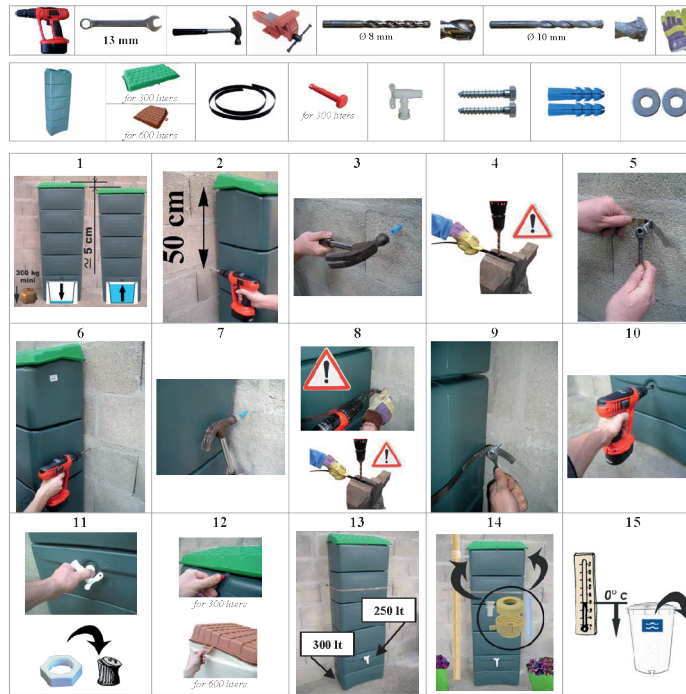 13 mm
Ø 8 mm
Ø 10 mm
for 300 liters
for 600 liters
for 300 liters
1
2
3
4
5
≥ 5 cm
300 kg
mini
50 cm
6
7
8
9
10
11
12
13
14
15
for 300 liters
for 600 liters
250 lt
300 lt
0° c